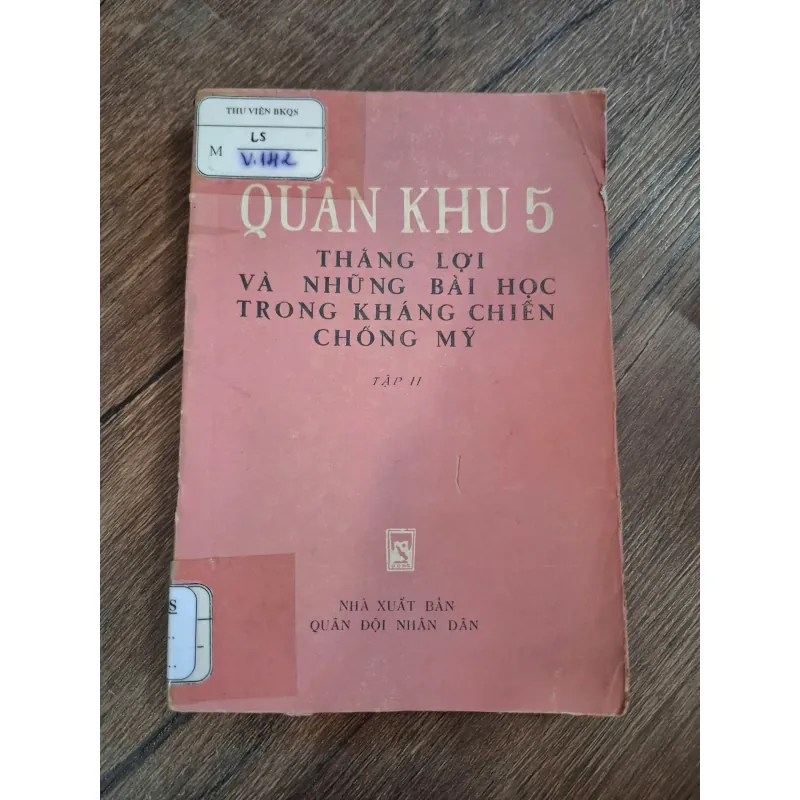 THƯ VIỆN BKQS
LS
M V.142
QUÂN KHU 5
THẮNG LỢI
VÀ NHỮNG BÀI HỌC
TRONG KHÁNG CHIẾN
CHỐNG MỸ
TẬP II
S
NHÀ XUẤT BẢN
QUÂN ĐỘI NHÂN DÂN